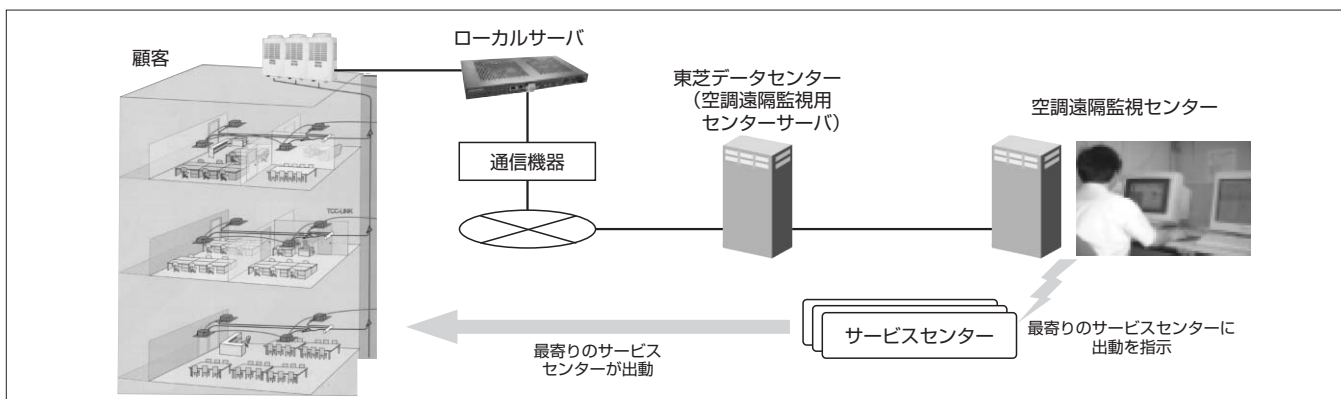 顧客
ローカルサーバ
東芝データセンター
（空調遠隔監視用
センターサーバ）
空調遠隔監視センター
通信機器
TCC-LINK
サービスセンター
最寄りのサービスセンターに
出動を指示
最寄りのサービス
センターが出動